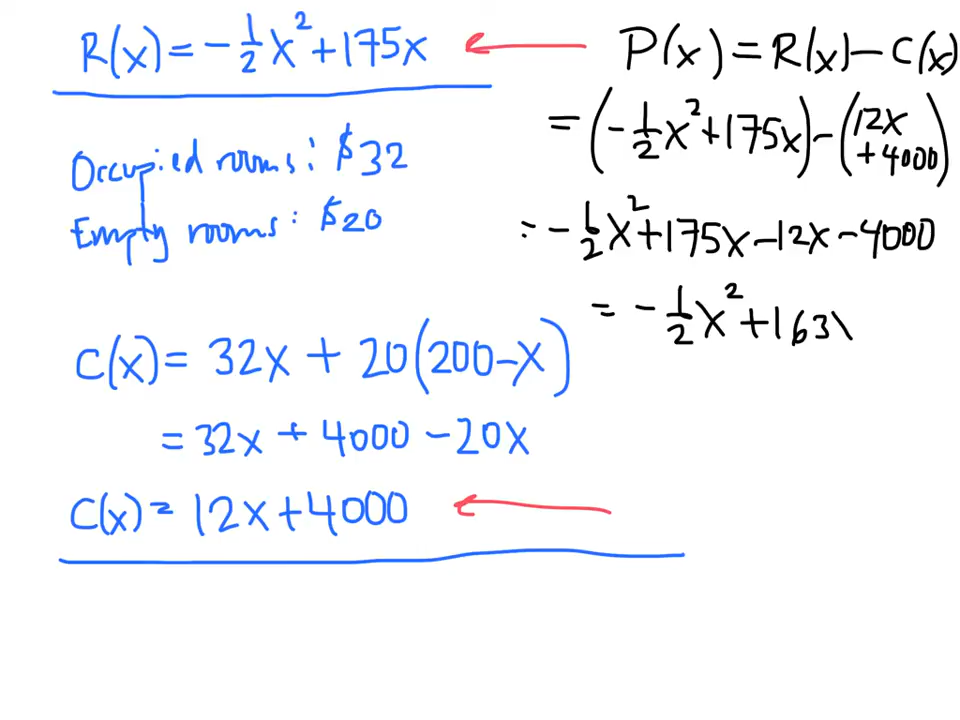 R(x) = -½x² + 175x
Occupied rooms: $32
Empty rooms: $20
C(x) = 32x + 20(200-x)
= 32x + 4000 - 20x
C(x) = 12x + 4000
P(x) = R(x) - C(x)
= (-½x² + 175x) - (12x
+ 4000)
= -½x² + 175x - 12x - 4000
= -½x² + 163\